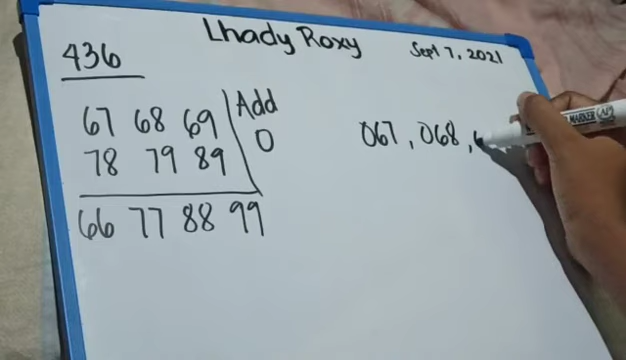 Lhady Roxy
Sept 7, 2021
436
67 68 69 Add
78 79 89 0
66 77 88 99
067, 068,
MARKER